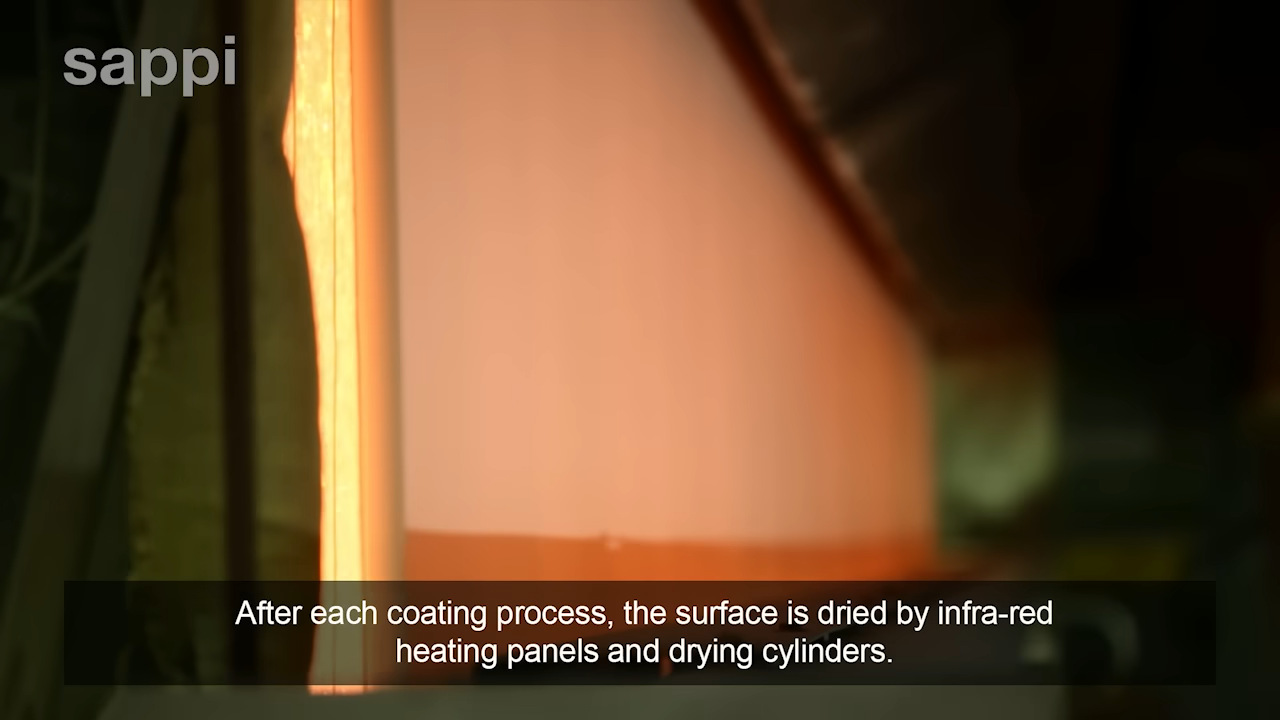 sappi
After each coating process, the surface is dried by infra-red
heating panels and drying cylinders.